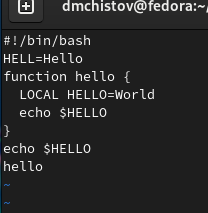 dmchistov@fedora:~/
#!/bin/bash
HELL=Hello
function hello {
  LOCAL HELLO=World
  echo $HELLO
}
echo $HELLO
hello
~
~